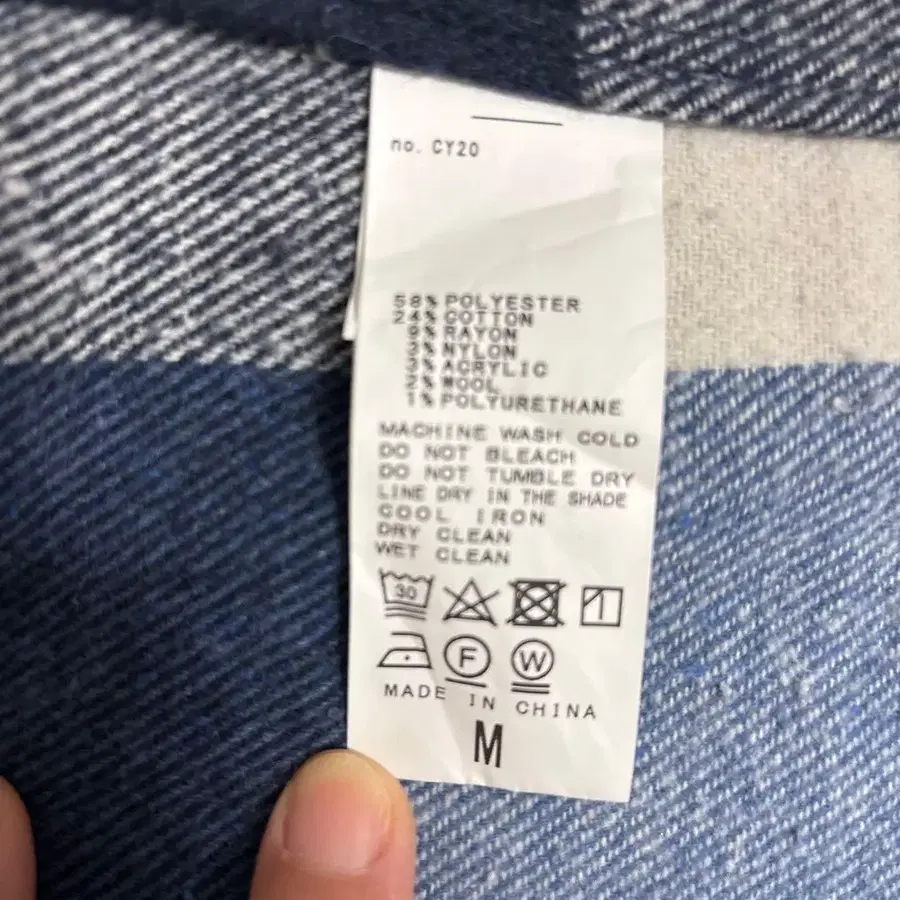 no. CY20
58% POLYESTER
24% COTTON
9% RAYON
3% NYLON
3% ACRYLIC
2% WOOL
1% POLYURETHANE
MACHINE WASH COLD
DO NOT BLEACH
DO NOT TUMBLE DRY
LINE DRY IN THE SHADE
COOL IRON
DRY CLEAN
WET CLEAN
30
F W
MADE IN CHINA
M